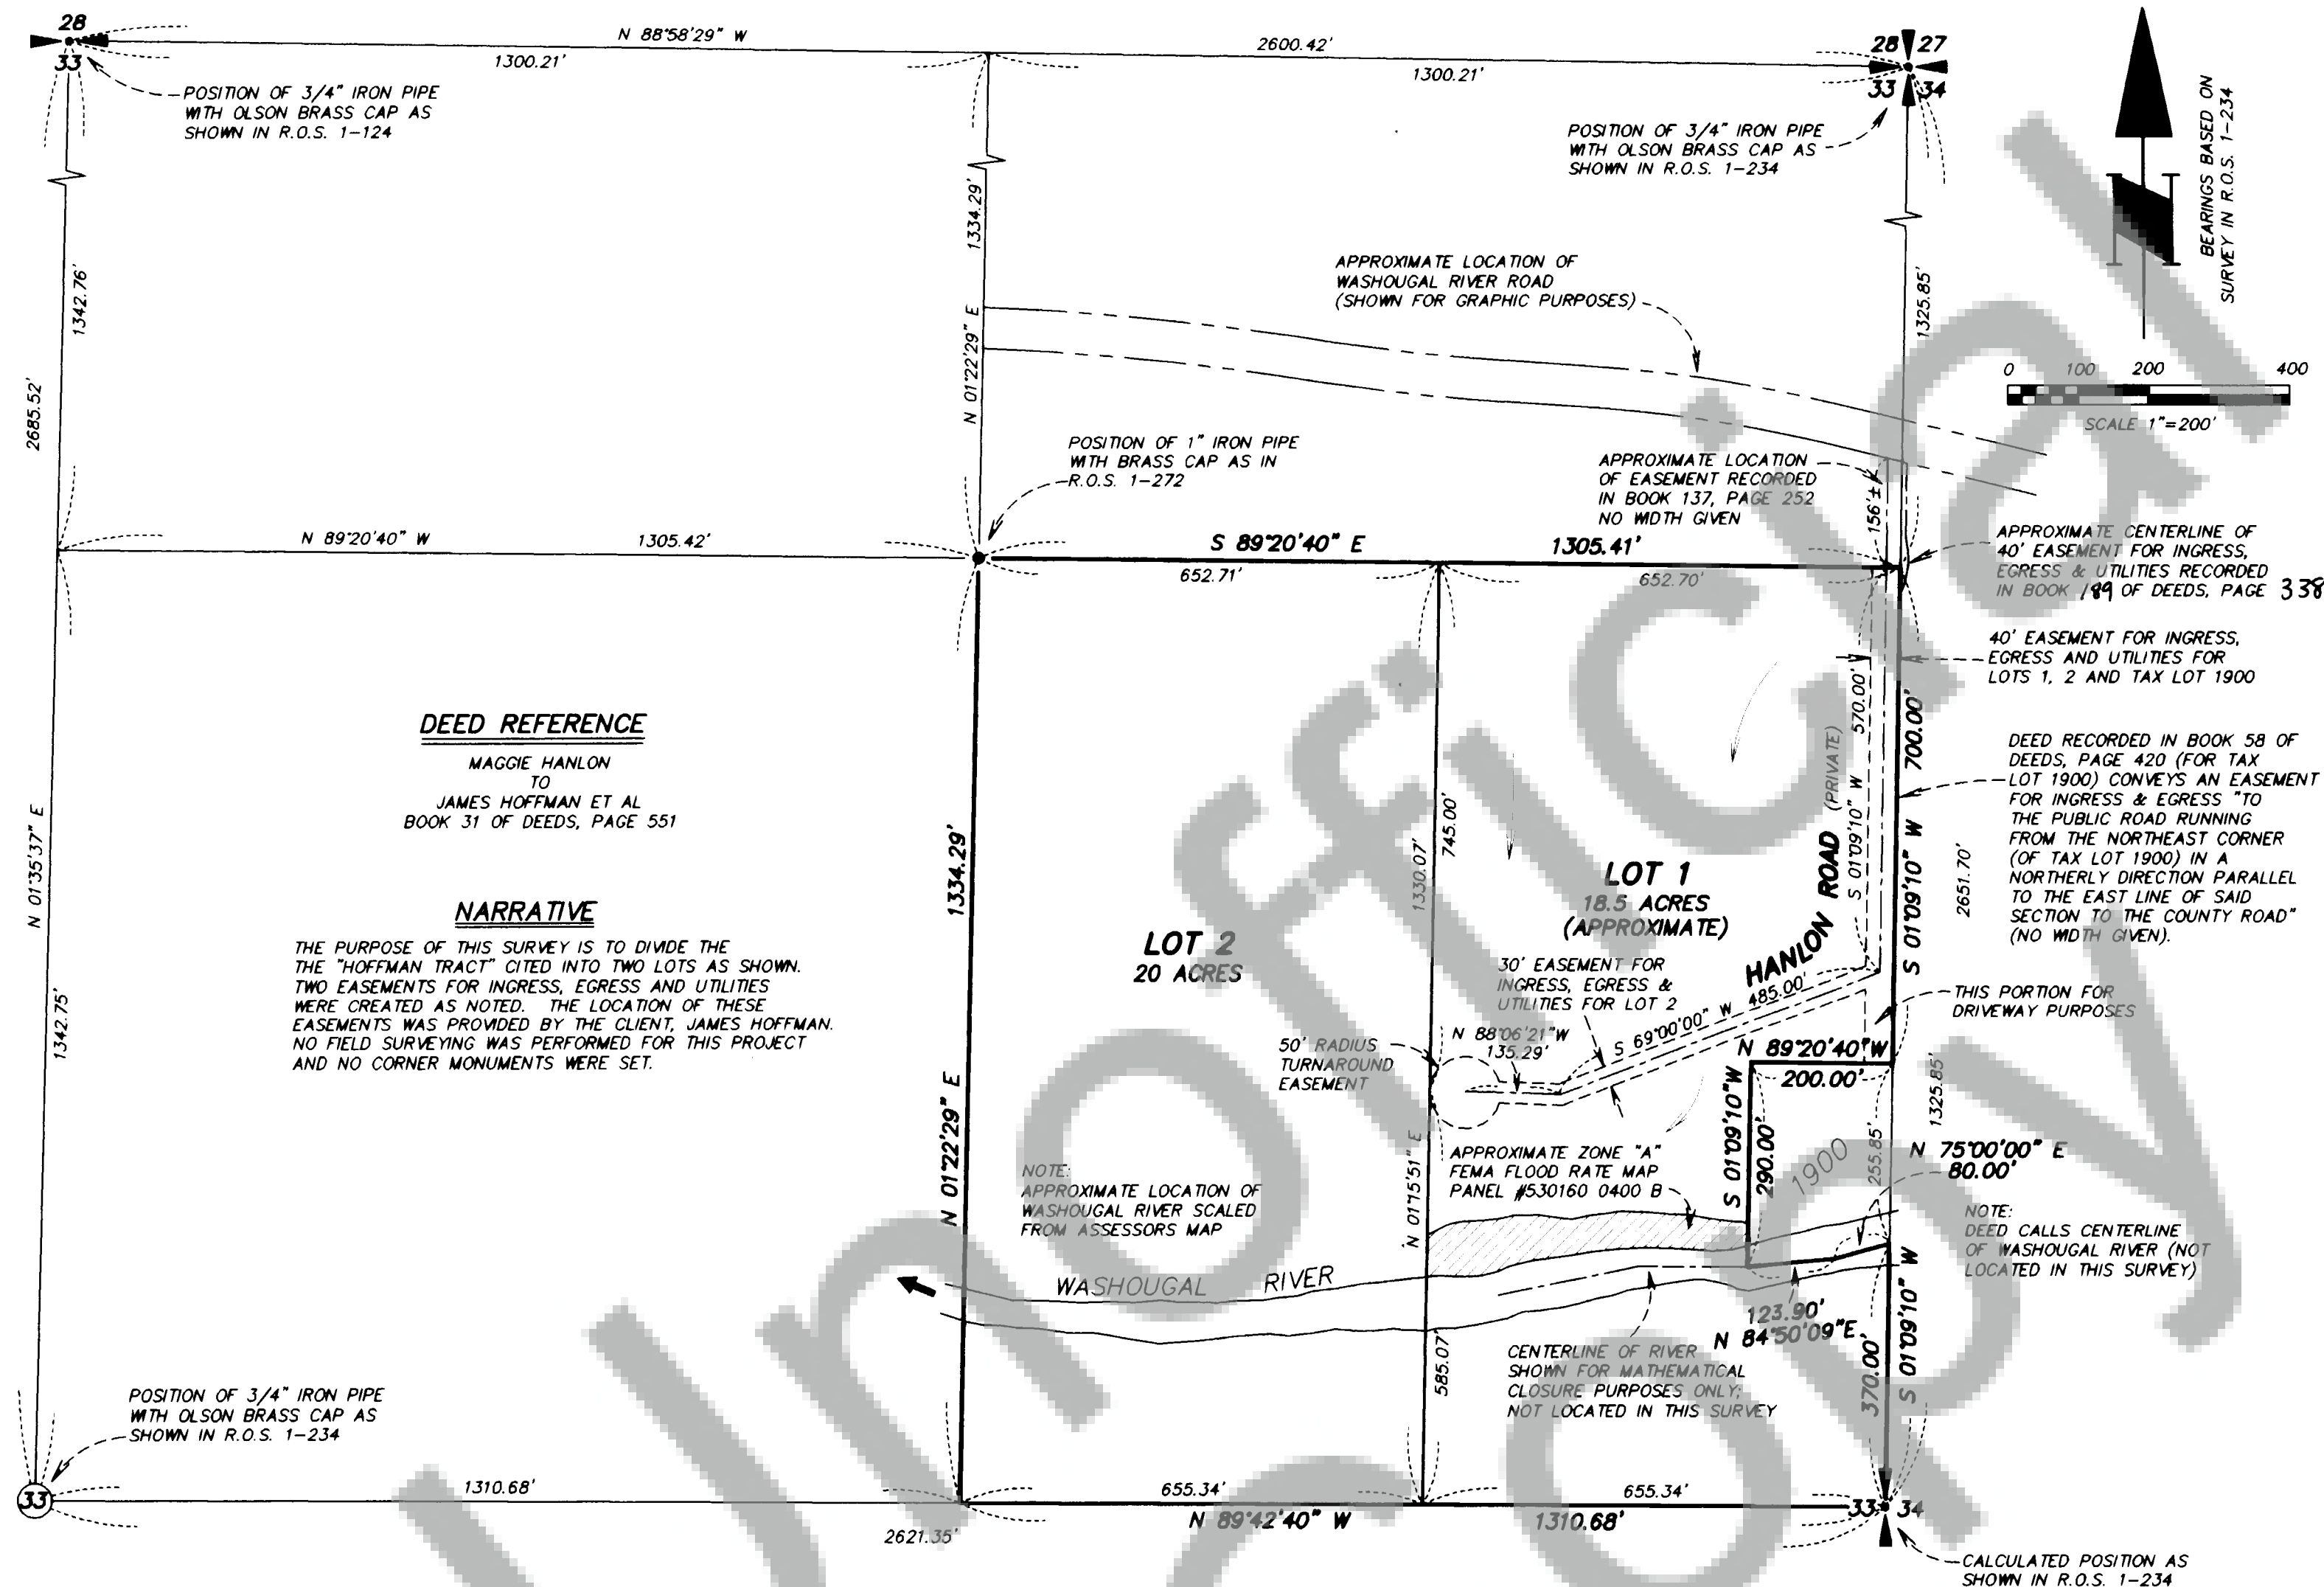 28
33
N 88°58'29" W
2600.42'
1300.21'
1300.21'
28 27
33 34
POSITION OF 3/4" IRON PIPE
WITH OLSON BRASS CAP AS
SHOWN IN R.O.S. 1-124
POSITION OF 3/4" IRON PIPE
WITH OLSON BRASS CAP AS
SHOWN IN R.O.S. 1-234
BEARINGS BASED ON
SURVEY IN R.O.S. 1-234
N
1342.76'
2685.52'
1334.29'
N 01°22'29" E
1325.85'
APPROXIMATE LOCATION OF
WASHOUGAL RIVER ROAD
(SHOWN FOR GRAPHIC PURPOSES)
0 100 200 400
SCALE 1"=200'
POSITION OF 1" IRON PIPE
WITH BRASS CAP AS IN
R.O.S. 1-272
APPROXIMATE LOCATION
OF EASEMENT RECORDED
IN BOOK 137, PAGE 252
NO WIDTH GIVEN
156'±
APPROXIMATE CENTERLINE OF
40' EASEMENT FOR INGRESS,
EGRESS & UTILITIES RECORDED
IN BOOK 189 OF DEEDS, PAGE 338
N 89°20'40" W
1305.42'
S 89°20'40" E
1305.41'
652.71'
652.70'
40' EASEMENT FOR INGRESS,
EGRESS AND UTILITIES FOR
LOTS 1, 2 AND TAX LOT 1900
DEED REFERENCE
MAGGIE HANLON
TO
JAMES HOFFMAN ET AL
BOOK 31 OF DEEDS, PAGE 551
DEED RECORDED IN BOOK 58 OF
DEEDS, PAGE 420 (FOR TAX
LOT 1900) CONVEYS AN EASEMENT
FOR INGRESS & EGRESS "TO
THE PUBLIC ROAD RUNNING
FROM THE NORTHEAST CORNER
(OF TAX LOT 1900) IN A
NORTHERLY DIRECTION PARALLEL
TO THE EAST LINE OF SAID
SECTION TO THE COUNTY ROAD"
(NO WIDTH GIVEN).
N 01°35'37" E
1342.75'
NARRATIVE
THE PURPOSE OF THIS SURVEY IS TO DIVIDE THE
THE "HOFFMAN TRACT" CITED INTO TWO LOTS AS SHOWN.
TWO EASEMENTS FOR INGRESS, EGRESS AND UTILITIES
WERE CREATED AS NOTED. THE LOCATION OF THESE
EASEMENTS WAS PROVIDED BY THE CLIENT, JAMES HOFFMAN.
NO FIELD SURVEYING WAS PERFORMED FOR THIS PROJECT
AND NO CORNER MONUMENTS WERE SET.
1334.29'
N 01°22'29" E
LOT 2
20 ACRES
745.00'
1330.07'
N 01°15'51" E
LOT 1
18.5 ACRES
(APPROXIMATE)
HANLON ROAD
(PRIVATE)
S 01°09'10" W 570.00'
700.00'
S 01°09'10" W
2651.70'
30' EASEMENT FOR
INGRESS, EGRESS &
UTILITIES FOR LOT 2
S 69°00'00" W 485.00'
THIS PORTION FOR
DRIVEWAY PURPOSES
50' RADIUS
TURNAROUND
EASEMENT
N 88°06'21"W
135.29'
N 89°20'40"W
200.00'
S 01°09'10"W
290.00'
1900
255.85'
1325.85'
N 75°00'00" E
80.00'
APPROXIMATE ZONE "A"
FEMA FLOOD RATE MAP
PANEL #530160 0400 B
NOTE:
APPROXIMATE LOCATION OF
WASHOUGAL RIVER SCALED
FROM ASSESSORS MAP
NOTE:
DEED CALLS CENTERLINE
OF WASHOUGAL RIVER (NOT
LOCATED IN THIS SURVEY)
WASHOUGAL RIVER
123.90'
N 84°50'09"E
CENTERLINE OF RIVER
SHOWN FOR MATHEMATICAL
CLOSURE PURPOSES ONLY;
NOT LOCATED IN THIS SURVEY
585.07'
370.00'
S 01°09'10" W
POSITION OF 3/4" IRON PIPE
WITH OLSON BRASS CAP AS
SHOWN IN R.O.S. 1-234
33
1310.68'
2621.35'
655.34'
655.34'
N 89°42'40" W
1310.68'
33 34
CALCULATED POSITION AS
SHOWN IN R.O.S. 1-234
Unofficial
Copy